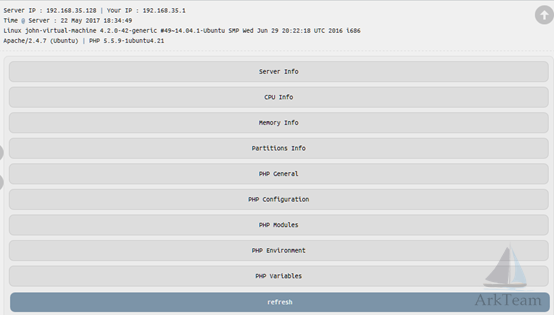 Server IP : 192.168.35.128 | Your IP : 192.168.35.1
Time @ Server : 22 May 2017 18:34:49
Linux john-virtual-machine 4.2.0-42-generic #49~14.04.1-Ubuntu SMP Wed Jun 29 20:22:18 UTC 2016 i686
Apache/2.4.7 (Ubuntu) | PHP 5.5.9-1ubuntu4.21
Server Info
CPU Info
Memory Info
Partitions Info
PHP General
PHP Configuration
PHP Modules
PHP Environment
PHP Variables
refresh
ArkTeam